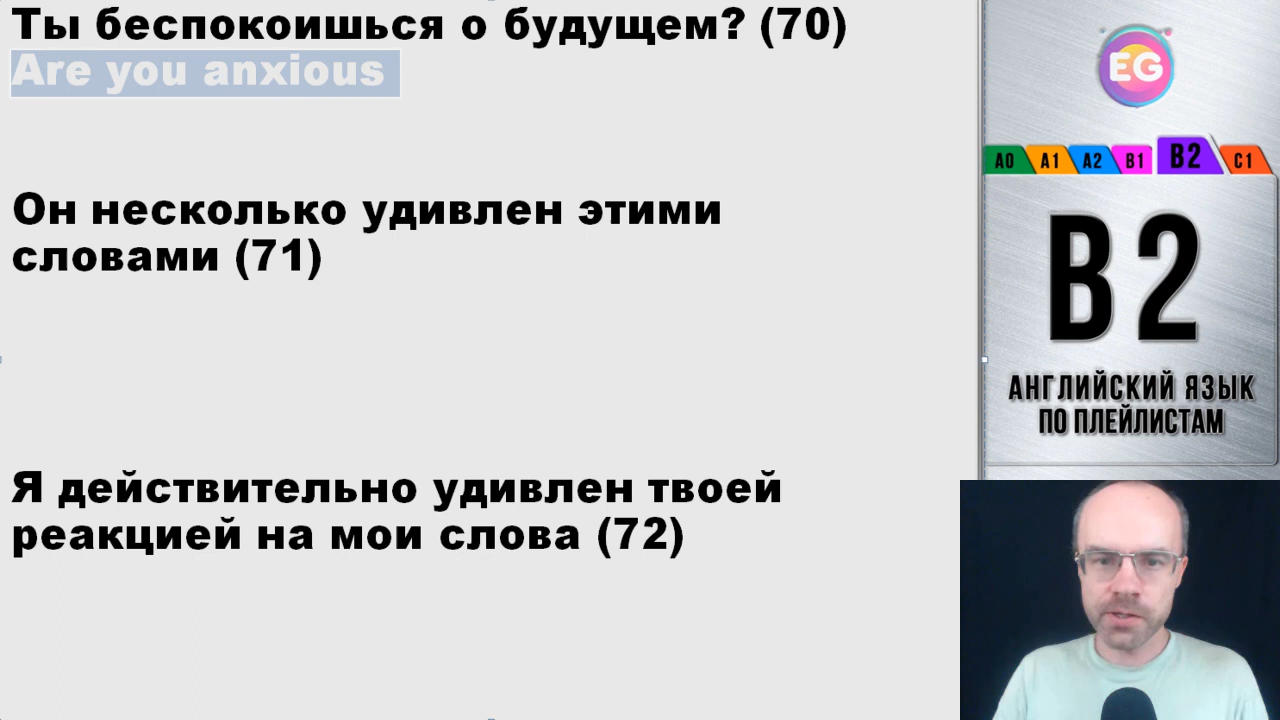 Ты беспокоишься о будущем? (70)
Are you anxious
Он несколько удивлен этими
словами (71)
Я действительно удивлен твоей
реакцией на мои слова (72)
EG
A0 A1 A2 B1 B2 C1
B2
АНГЛИЙСКИЙ ЯЗЫК
ПО ПЛЕЙЛИСТАМ